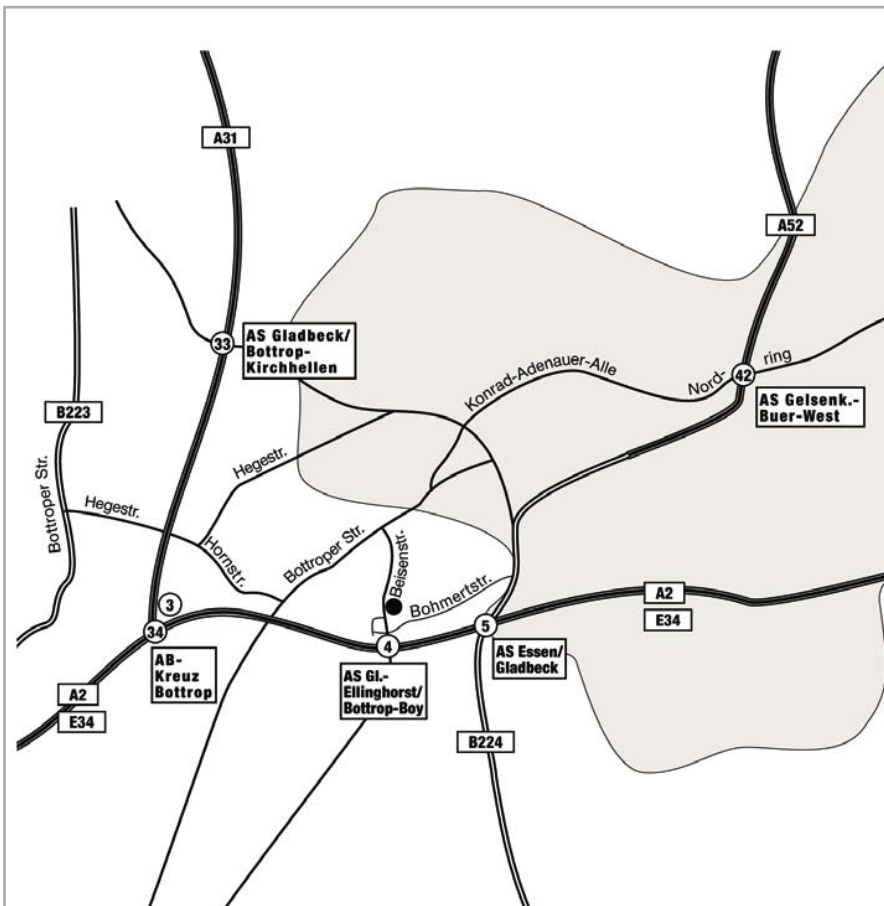 A31
A52
33
AS Gladbeck/
Bottrop-
Kirchhellen
Konrad-Adenauer-Alle
Nord-
ring
42
AS Gelsenk.-
Buer-West
B223
Bottroper Str.
Hegestr.
Hegestr.
Hornstr.
Bottroper Str.
Beisenstr.
Bohmertstr.
3
34
AB-
Kreuz
Bottrop
A2
E34
4
AS Gl.-
Ellinghorst/
Bottrop-Boy
5
AS Essen/
Gladbeck
A2
E34
B224